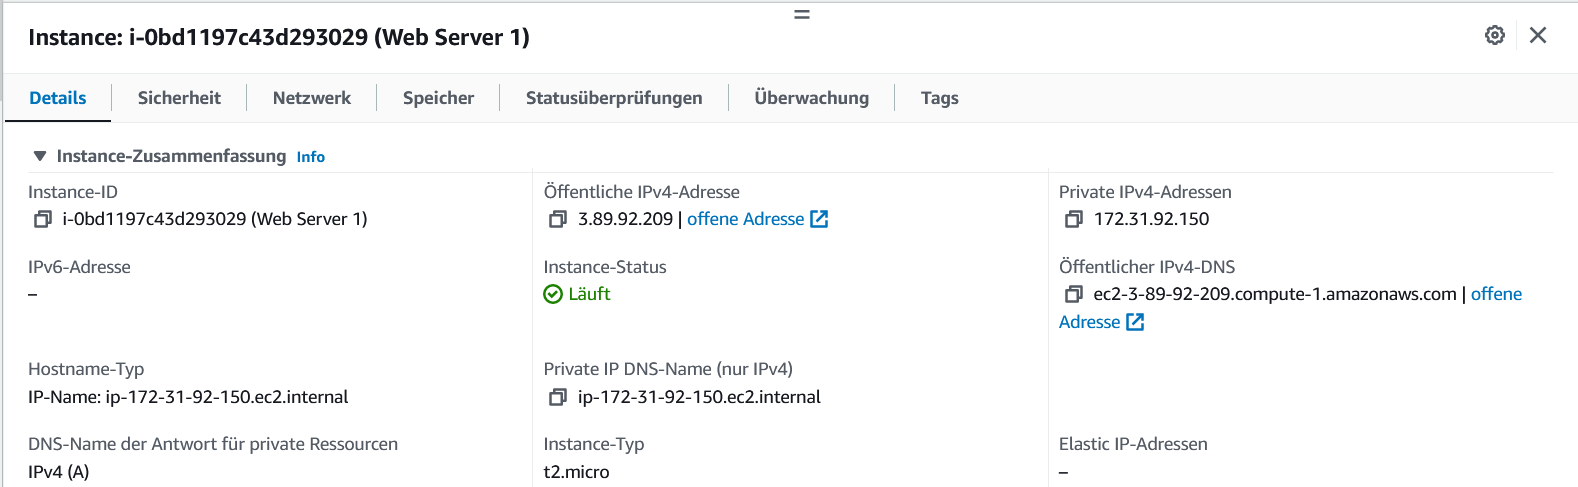 Instance: i-0bd1197c43d293029 (Web Server 1)
Details
Sicherheit
Netzwerk
Speicher
Statusüberprüfungen
Überwachung
Tags
Instance-Zusammenfassung Info
Instance-ID
i-0bd1197c43d293029 (Web Server 1)
Öffentliche IPv4-Adresse
3.89.92.209 | offene Adresse
Private IPv4-Adressen
172.31.92.150
IPv6-Adresse
–
Instance-Status
Läuft
Öffentlicher IPv4-DNS
ec2-3-89-92-209.compute-1.amazonaws.com | offene
Adresse
Hostname-Typ
IP-Name: ip-172-31-92-150.ec2.internal
Private IP DNS-Name (nur IPv4)
ip-172-31-92-150.ec2.internal
DNS-Name der Antwort für private Ressourcen
IPv4 (A)
Instance-Typ
t2.micro
Elastic IP-Adressen
–